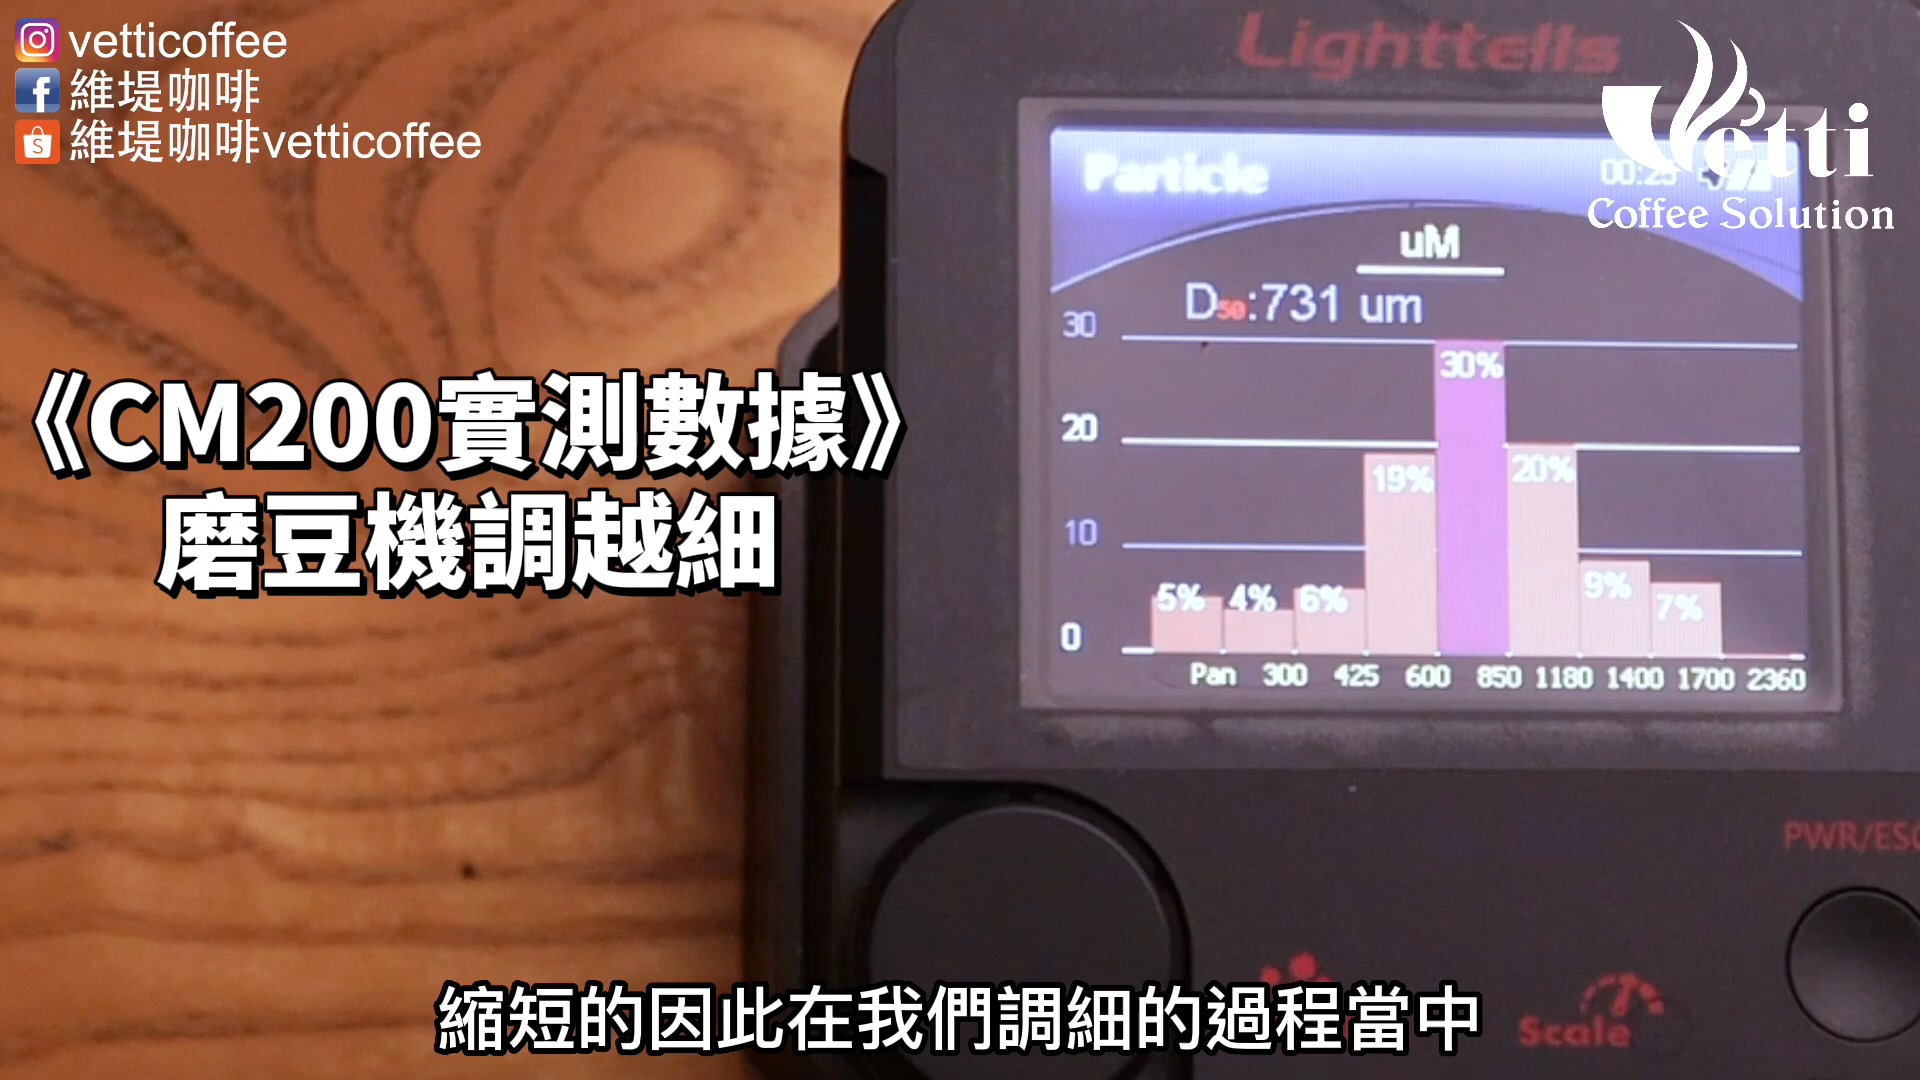 vetticoffee
維堤咖啡
維堤咖啡vetticoffee
Lighttells
Vetti
Coffee Solution
Particle
uM
D50:731 um
30
20
10
0
5% 4% 6% 19% 30% 20% 9% 7%
Pan 300 425 600 850 1180 1400 1700 2360
《CM200實測數據》
磨豆機調越細
PWR/ESC
Scale
縮短的因此在我們調細的過程當中